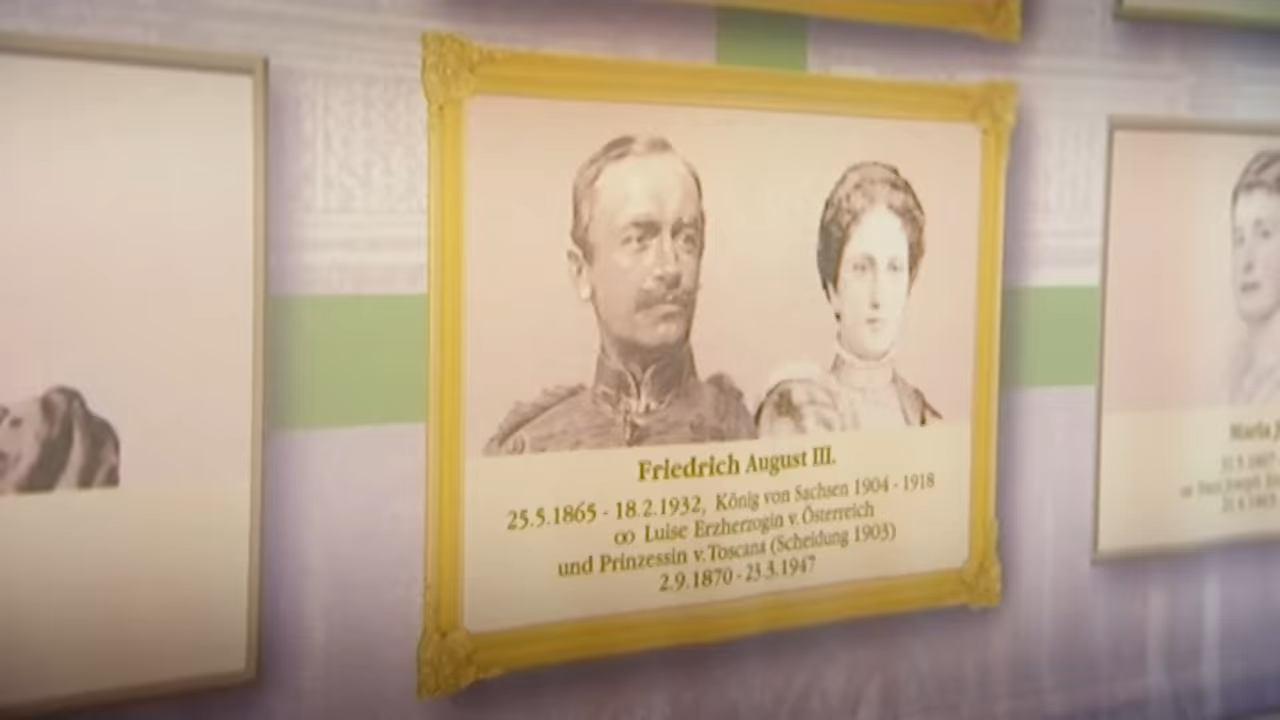 Friedrich August III.
25.5.1865 - 18.2.1932, König von Sachsen 1904 - 1918
∞ Luise Erzherzogin v. Österreich
und Prinzessin v. Toscana (Scheidung 1903)
2.9.1870 - 23.3.1947
Maria